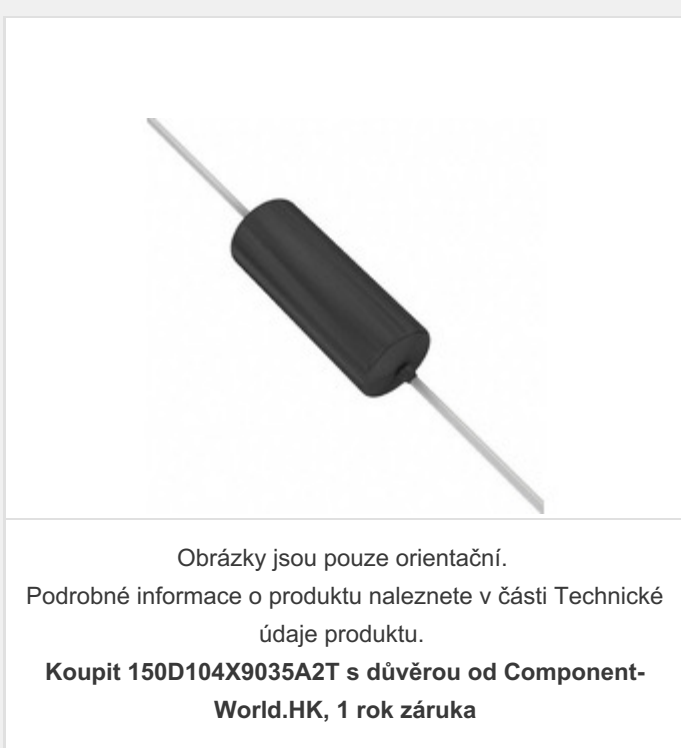 Obrázky jsou pouze orientační.
Podrobné informace o produktu naleznete v části Technické
údaje produktu.
Koupit 150D104X9035A2T s důvěrou od Component-
World.HK, 1 rok záruka